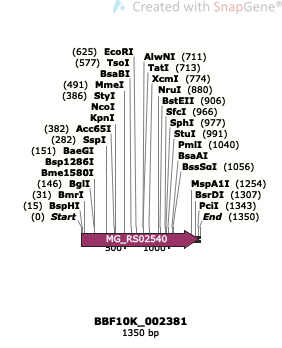 Created with SnapGene®
(625) EcoRI
(577) TsoI
BsaBI
(491) MmeI
(386) StyI
NcoI
KpnI
(382) Acc65I
(282) SspI
(151) BaeGI
Bsp1286I
Bme1580I
(146) BglI
(31) BmrI
(15) BspHI
(0) Start
AlwNI (711)
TatI (713)
XcmI (774)
NruI (880)
BstEII (906)
SfcI (966)
SphI (977)
StuI (991)
PmlI (1040)
BsaAI
BssSαI (1056)
MspA1I (1254)
BsrDI (1307)
PciI (1343)
End (1350)
MG_RS02540
500 1000
BBF10K_002381
1350 bp